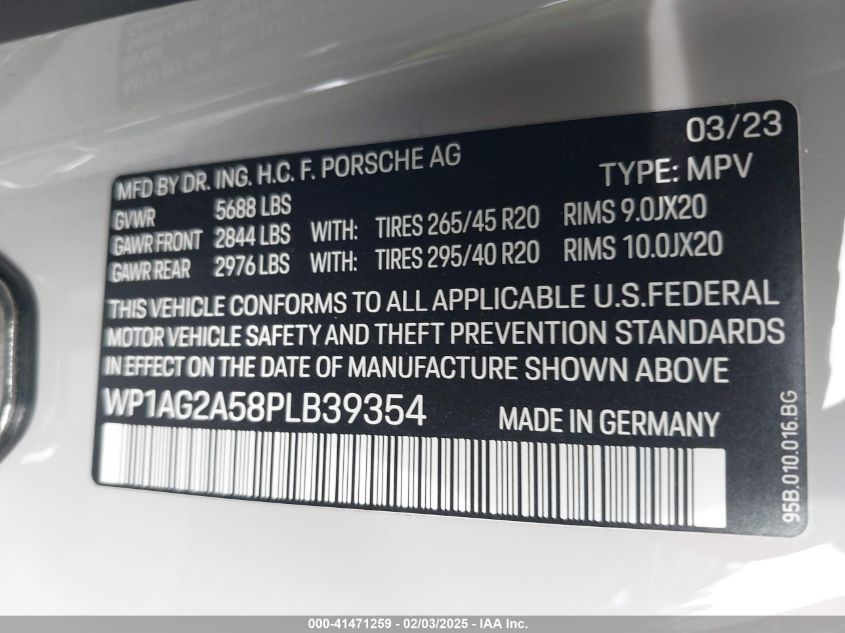 03/23
MFD BY DR. ING. H.C. F. PORSCHE AG TYPE: MPV
GVWR 5688 LBS
GAWR FRONT 2844 LBS WITH: TIRES 265/45 R20 RIMS 9.0JX20
GAWR REAR 2976 LBS WITH: TIRES 295/40 R20 RIMS 10.0JX20
THIS VEHICLE CONFORMS TO ALL APPLICABLE U.S.FEDERAL
MOTOR VEHICLE SAFETY AND THEFT PREVENTION STANDARDS
IN EFFECT ON THE DATE OF MANUFACTURE SHOWN ABOVE
WP1AG2A58PLB39354 MADE IN GERMANY
95B.010.016.BG
000-41471259 - 02/03/2025 - IAA Inc.